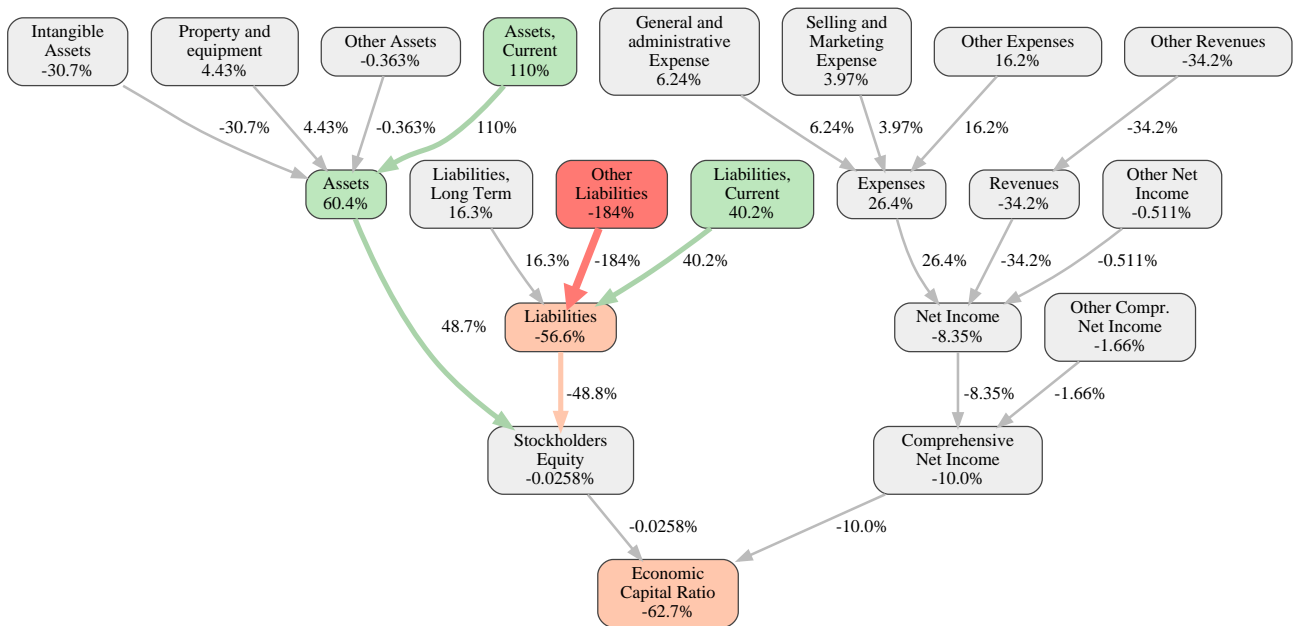 Intangible
Assets
-30.7%
Property and
equipment
4.43%
Other Assets
-0.363%
Assets,
Current
110%
General and
administrative
Expense
6.24%
Selling and
Marketing
Expense
3.97%
Other Expenses
16.2%
Other Revenues
-34.2%
-30.7%
4.43%
-0.363%
110%
6.24%
3.97%
16.2%
-34.2%
Assets
60.4%
Liabilities,
Long Term
16.3%
Other
Liabilities
-184%
Liabilities,
Current
40.2%
Expenses
26.4%
Revenues
-34.2%
Other Net
Income
-0.511%
16.3%
-184%
40.2%
26.4%
-34.2%
-0.511%
48.7%
Liabilities
-56.6%
Net Income
-8.35%
Other Compr.
Net Income
-1.66%
-48.8%
-8.35%
-1.66%
Stockholders
Equity
-0.0258%
Comprehensive
Net Income
-10.0%
-0.0258%
-10.0%
Economic
Capital Ratio
-62.7%